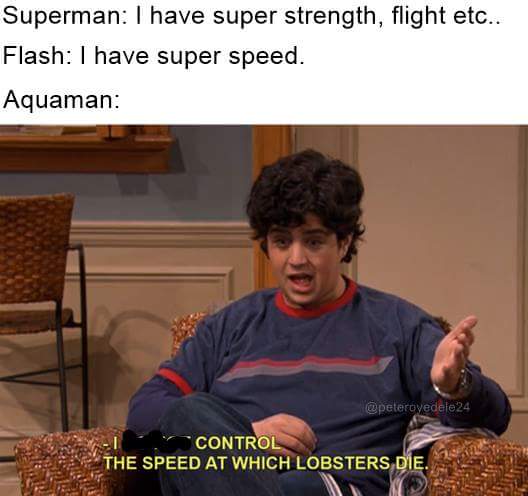 Superman: I have super strength, flight etc..
Flash: I have super speed.
Aquaman:
@peteroyedele24
- I CONTROL
THE SPEED AT WHICH LOBSTERS DIE.